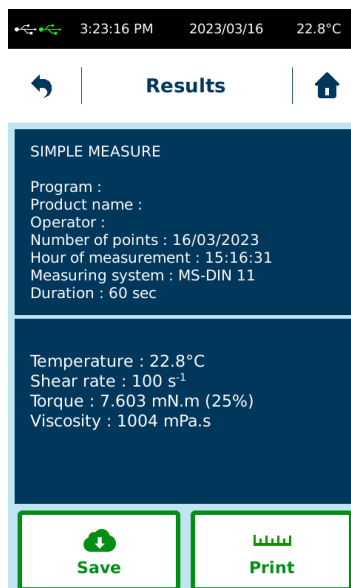 3:23:16 PM 2023/03/16 22.8°C
Results
SIMPLE MEASURE
Program :
Product name :
Operator :
Number of points : 16/03/2023
Hour of measurement : 15:16:31
Measuring system : MS-DIN 11
Duration : 60 sec
Temperature : 22.8°C
Shear rate : 100 s⁻¹
Torque : 7.603 mN.m (25%)
Viscosity : 1004 mPa.s
Save
Print